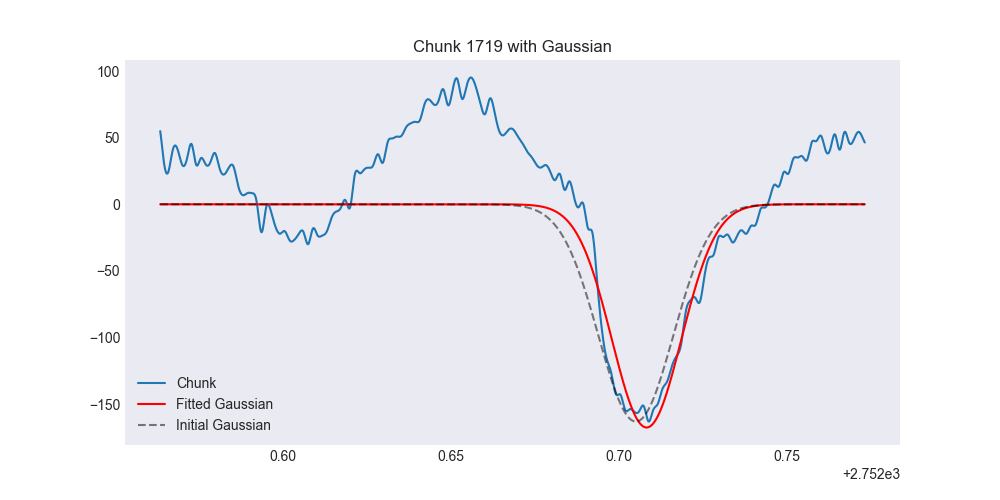 Chunk 1719 with Gaussian
100
50
0
−50
−100
−150
Chunk
Fitted Gaussian
Initial Gaussian
0.60 0.65 0.70 0.75
+2.752e3